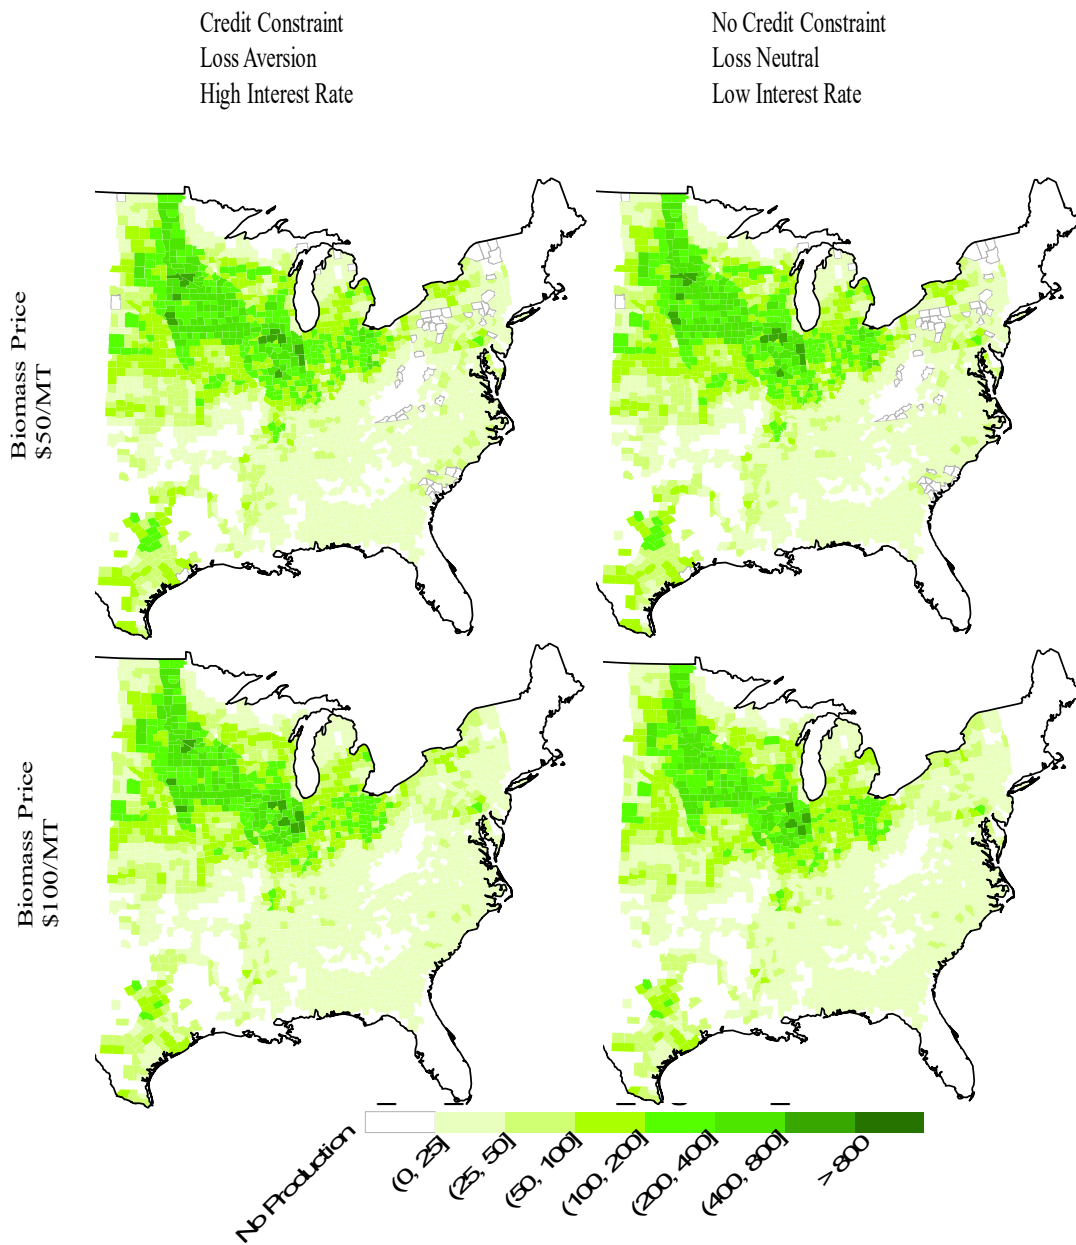 Credit Constraint
Loss Aversion
High Interest Rate
No Credit Constraint
Loss Neutral
Low Interest Rate
Biomass Price
$50/MT
Biomass Price
$100/MT
No Production
(0, 25]
(25, 50]
(50, 100]
(100, 200]
(200, 400]
(400, 800]
> 800